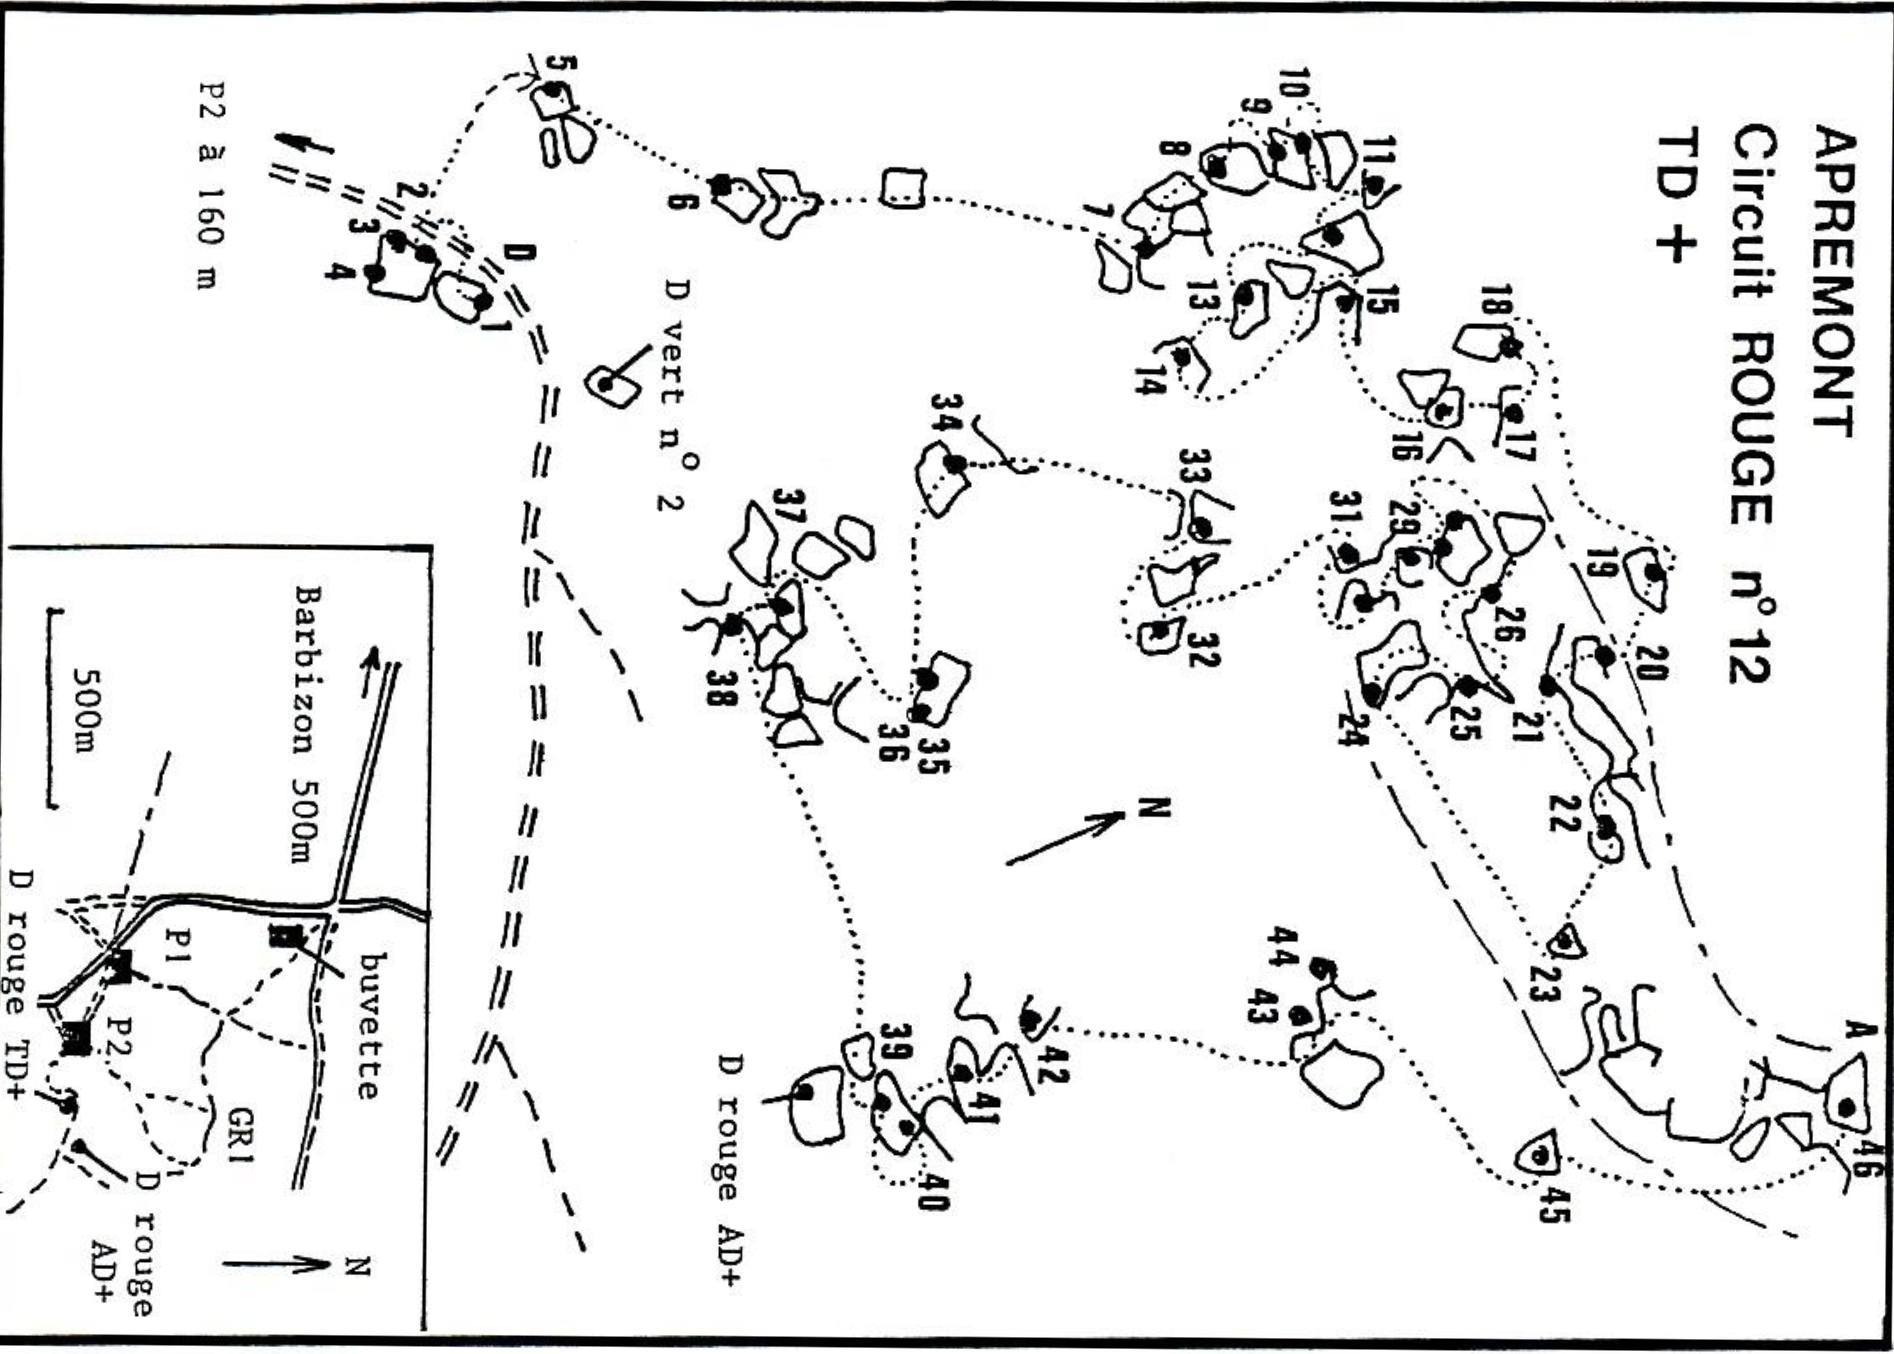 APREMONT
Circuit ROUGE n°12
TD +
A
46
45
44
43
42
41
40
39
D rouge AD+
38
37
36
35
34
33
32
31
29
26
25
24
23
22
21
20
19
18
17
16
15
14
13
11
10
9
8
7
6
5
4
3
2
1
D
D vert n° 2
P2 à 160 m
N
Barbizon 500m
buvette
P1
P2
GR1
500m
D rouge TD+
D rouge
AD+
N